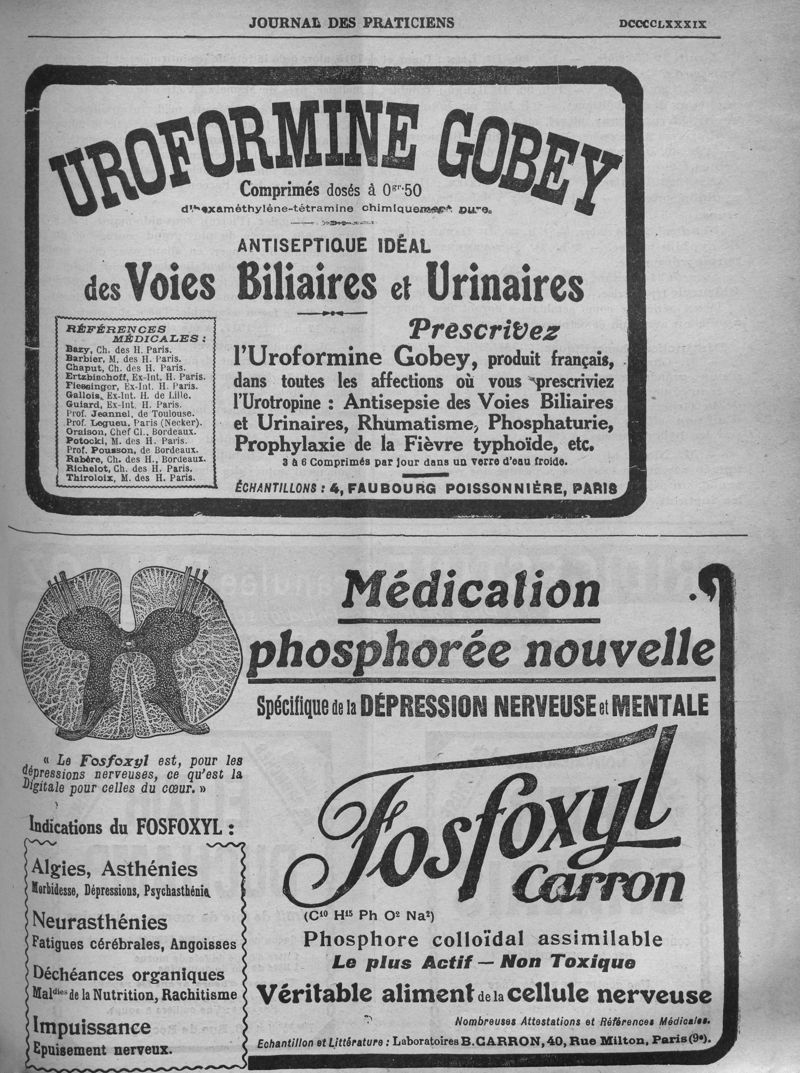 JOURNAL DES PRATICIENS
DCCCCLXXXIX
UROFORMINE GOBEY
Comprimés dosés à 0gr.50
d'hexaméthylène-tétramine chimiquement pure.
ANTISEPTIQUE IDÉAL
des Voies Biliaires et Urinaires
RÉFÉRENCES
MÉDICALES :
Bazy, Ch. des H. Paris.
Barbier, M. des H. Paris.
Chaput, Ch. des H. Paris.
Ertzbischoff, Ex-Int. H. Paris.
Fiessinger, Ex-Int. H. Paris.
Gallois, Ex-Int. H. de Lille.
Guiard, Ex-Int. H. Paris.
Prof. Jeannel, de Toulouse.
Prof. Legueu, Paris (Necker).
Oraison, Chef Cl., Bordeaux.
Potocki, M. des H. Paris.
Prof. Pousson, de Bordeaux.
Rabère, Ch. des H., Bordeaux.
Richelot, Ch. des H. Paris.
Thiroloix, M. des H. Paris.
Prescrivez
l'Uroformine Gobey, produit français,
dans toutes les affections où vous prescriviez
l'Urotropine : Antisepsie des Voies Biliaires
et Urinaires, Rhumatisme, Phosphaturie,
Prophylaxie de la Fièvre typhoïde, etc.
3 à 6 Comprimés par jour dans un verre d'eau froide.
ÉCHANTILLONS : 4, FAUBOURG POISSONNIÈRE, PARIS
Médication
phosphorée nouvelle
Spécifique de la DÉPRESSION NERVEUSE et MENTALE
« Le Fosfoxyl est, pour les
dépressions nerveuses, ce qu'est la
Digitale pour celles du cœur. »
Indications du FOSFOXYL :
Algies, Asthénies
Morbidesse, Dépressions, Psychasthénie
Neurasthénies
Fatigues cérébrales, Angoisses
Déchéances organiques
Maldies de la Nutrition, Rachitisme
Impuissance
Epuisement nerveux.
Fosfoxyl
Carron
(C10 H15 Ph O2 Na2)
Phosphore colloïdal assimilable
Le plus Actif — Non Toxique
Véritable aliment de la cellule nerveuse
Nombreuses Attestations et Références Médicales.
Echantillon et Littérature : Laboratoires B. CARRON, 40, Rue Milton, Paris (9e).